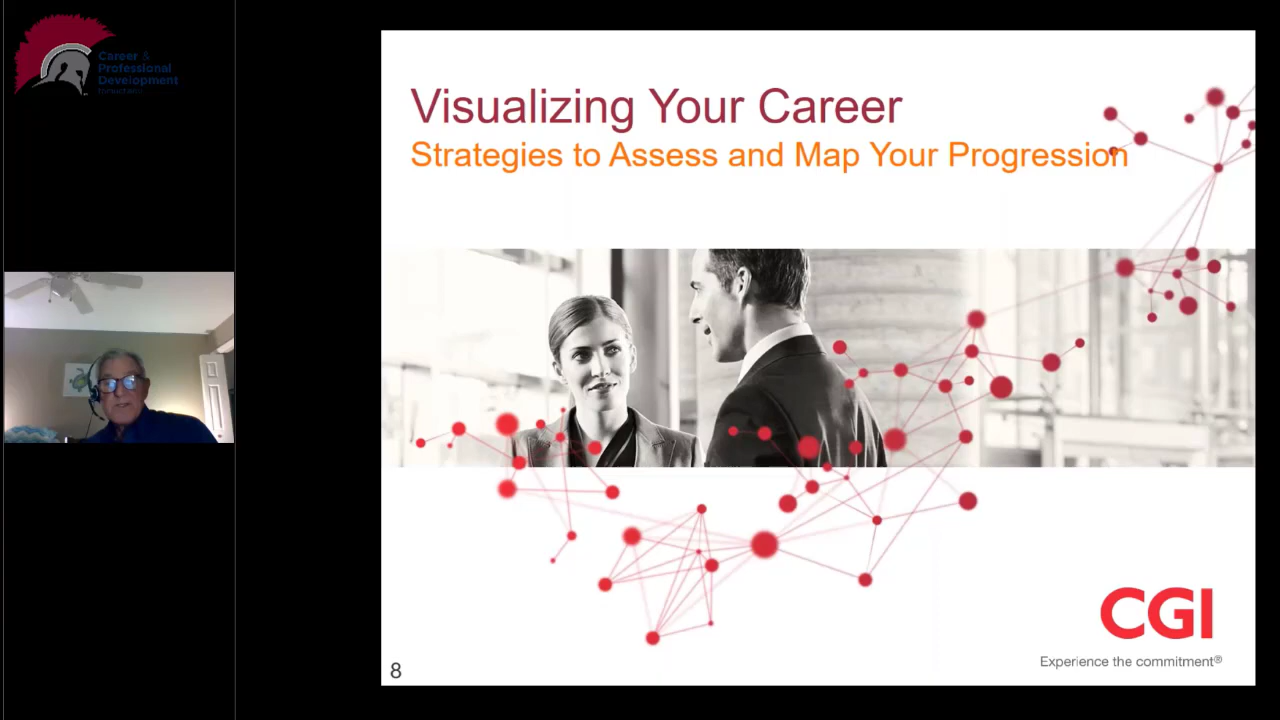 Career &
Professional
Development
Visualizing Your Career
Strategies to Assess and Map Your Progression
CGI
Experience the commitment®
8